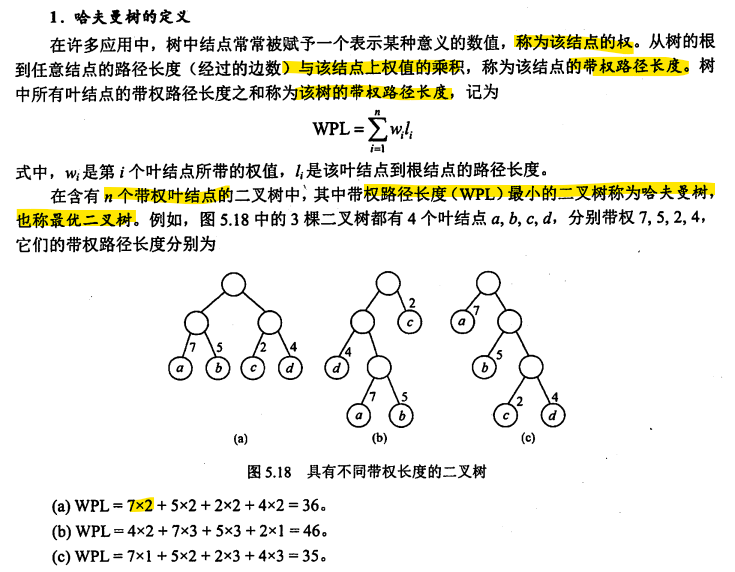 1. 哈夫曼树的定义
在许多应用中，树中结点常常被赋予一个表示某种意义的数值，称为该结点的权。从树的根
到任意结点的路径长度（经过的边数）与该结点上权值的乘积，称为该结点的带权路径长度。树
中所有叶结点的带权路径长度之和称为该树的带权路径长度，记为
WPL = ∑ᵢ₌₁ⁿ wᵢlᵢ
式中，wᵢ是第 i 个叶结点所带的权值，lᵢ是该叶结点到根结点的路径长度。
在含有 n 个带权叶结点的二叉树中，其中带权路径长度（WPL）最小的二叉树称为哈夫曼树，
也称最优二叉树。例如，图 5.18 中的 3 棵二叉树都有 4 个叶结点 a, b, c, d，分别带权 7, 5, 2, 4，
它们的带权路径长度分别为
7 5 2 4
a b c d
(a)
2
c
4
d
7 5
a b
(b)
7
a
5
b
2 4
c d
(c)
图 5.18 具有不同带权长度的二叉树
(a) WPL = 7×2 + 5×2 + 2×2 + 4×2 = 36。
(b) WPL = 4×2 + 7×3 + 5×3 + 2×1 = 46。
(c) WPL = 7×1 + 5×2 + 2×3 + 4×3 = 35。